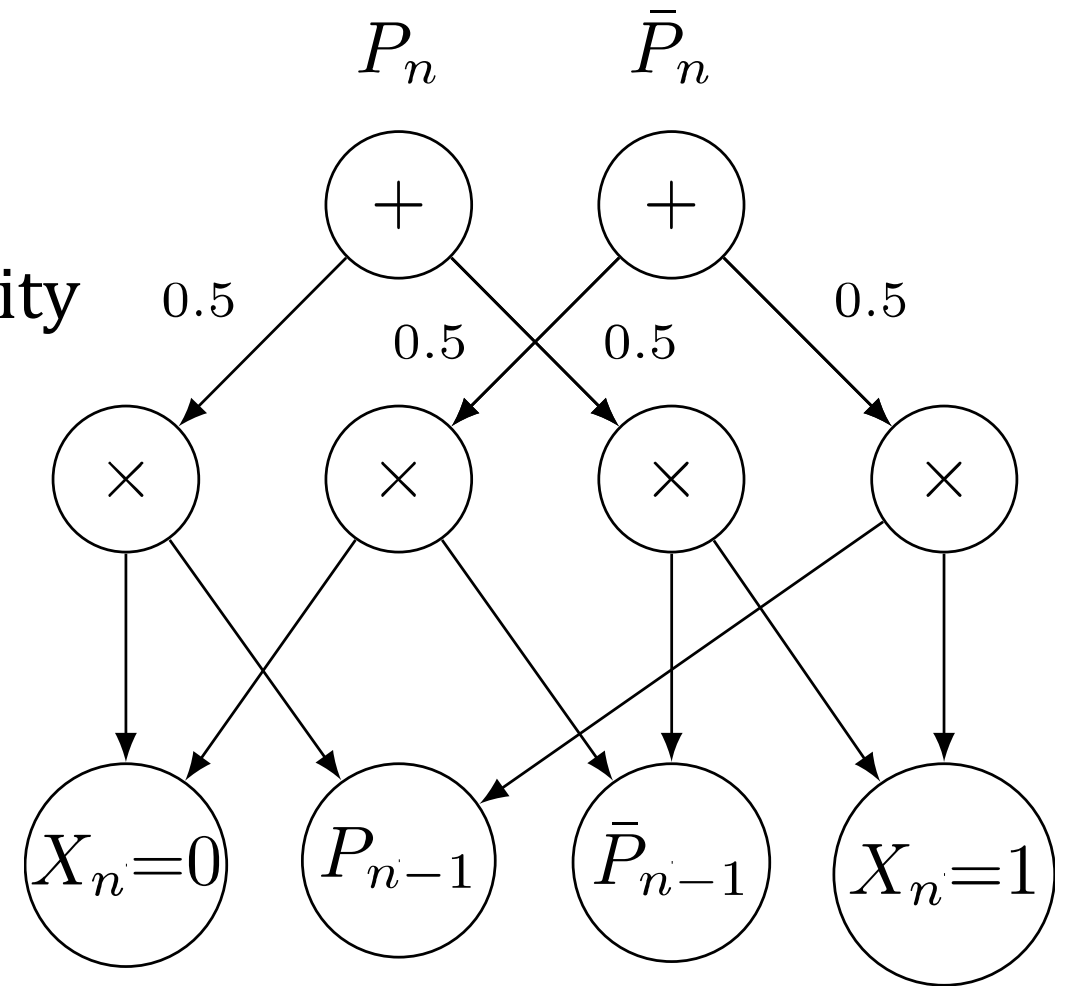 P_n P̄_n
+ +
ity 0.5 0.5 0.5 0.5
× × × ×
X_n=0 P_{n−1} P̄_{n−1} X_n=1